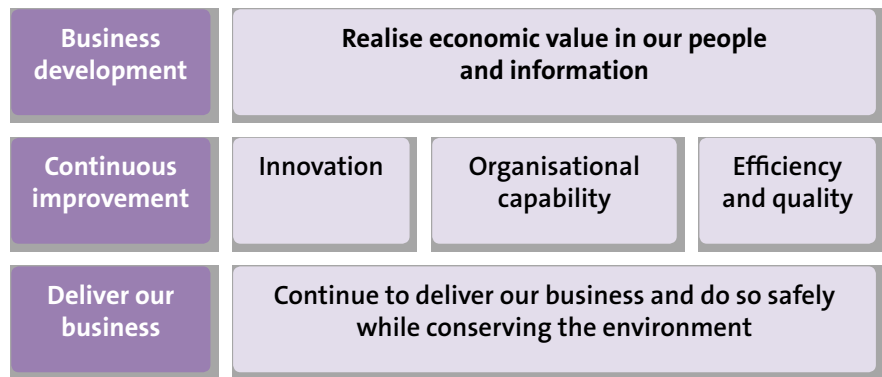 Business
development
Realise economic value in our people
and information
Continuous
improvement
Innovation
Organisational
capability
Efficiency
and quality
Deliver our
business
Continue to deliver our business and do so safely
while conserving the environment